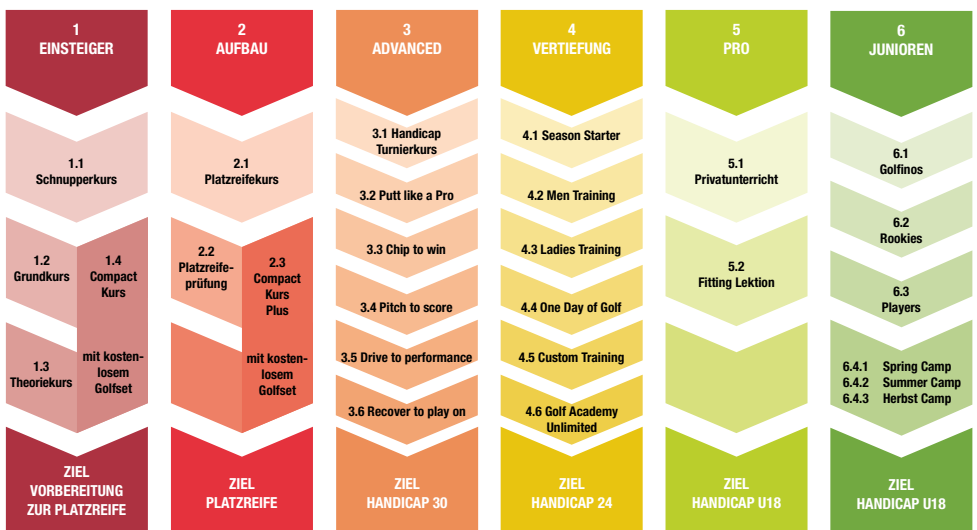 1
EINSTEIGER
1.1
Schnupperkurs
1.2
Grundkurs
1.3
Theoriekurs
1.4
Compact
Kurs
mit kosten-
losem
Golfset
ZIEL
VORBEREITUNG
ZUR PLATZREIFE
2
AUFBAU
2.1
Platzreifekurs
2.2
Platzreife-
prüfung
2.3
Compact
Kurs
Plus
mit kosten-
losem
Golfset
ZIEL
PLATZREIFE
3
ADVANCED
3.1 Handicap
Turnierkurs
3.2 Putt like a Pro
3.3 Chip to win
3.4 Pitch to score
3.5 Drive to performance
3.6 Recover to play on
ZIEL
HANDICAP 30
4
VERTIEFUNG
4.1 Season Starter
4.2 Men Training
4.3 Ladies Training
4.4 One Day of Golf
4.5 Custom Training
4.6 Golf Academy
Unlimited
ZIEL
HANDICAP 24
5
PRO
5.1
Privatunterricht
5.2
Fitting Lektion
ZIEL
HANDICAP U18
6
JUNIOREN
6.1
Golfinos
6.2
Rookies
6.3
Players
6.4.1 Spring Camp
6.4.2 Summer Camp
6.4.3 Herbst Camp
ZIEL
HANDICAP U18